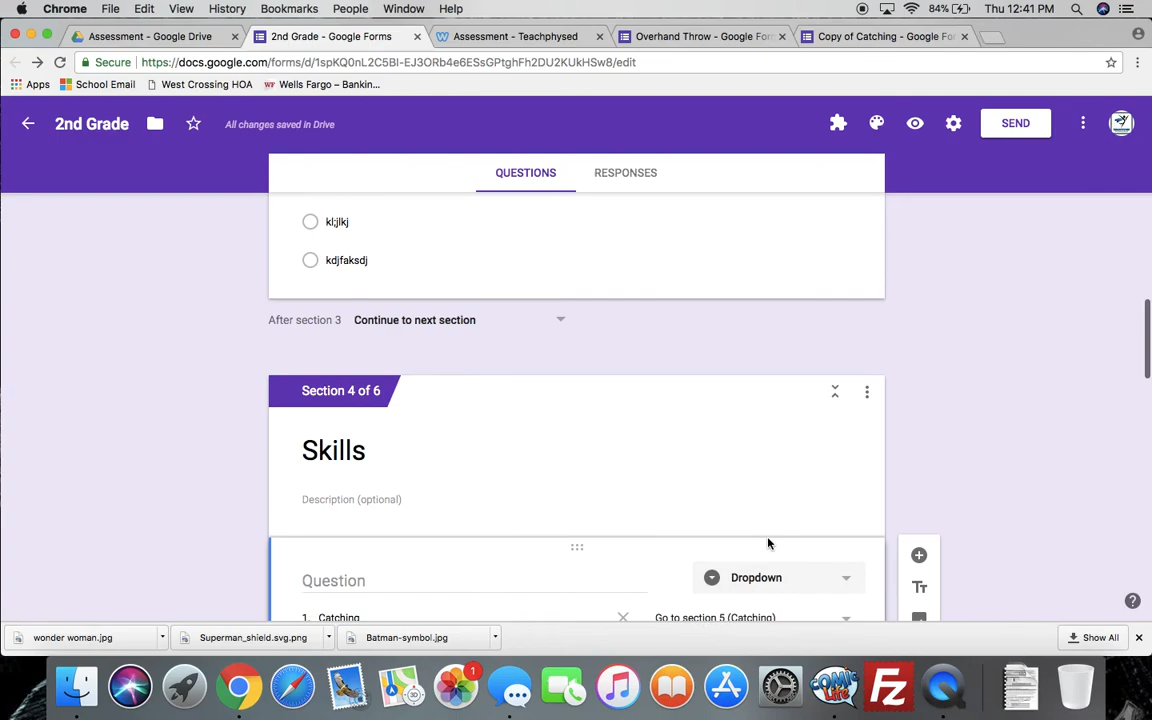 Chrome File Edit View History Bookmarks People Window Help 84% Thu 12:41 PM
Assessment - Google Drive 2nd Grade - Google Forms Assessment - Teachphysed Overhand Throw - Google For Copy of Catching - Google For
Secure https://docs.google.com/forms/d/1spKQ0nL2C5BI-EJ3ORb4e6ESsGPtghFh2DU2KUkHSw8/edit
Apps School Email West Crossing HOA WF Wells Fargo – Bankin...
2nd Grade All changes saved in Drive SEND
QUESTIONS RESPONSES
kl;jlkj
kdjfaksdj
After section 3 Continue to next section
Section 4 of 6
Skills
Description (optional)
Question Dropdown
1. Catching Go to section 5 (Catching)
Tт
wonder woman.jpg Superman_shield.svg.png Batman-symbol.jpg Show All